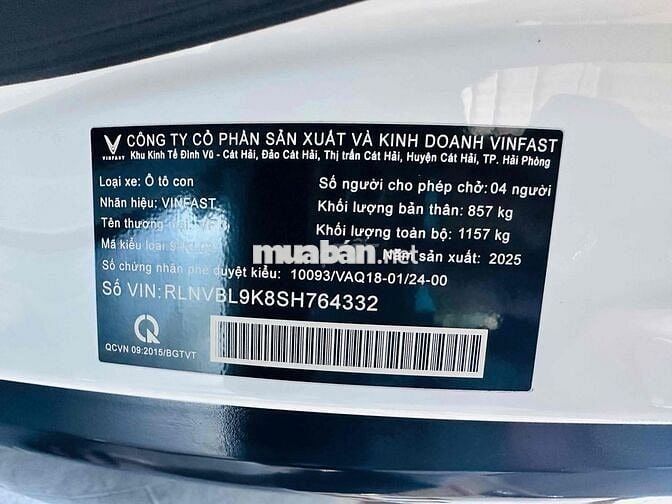 CÔNG TY CỔ PHẦN SẢN XUẤT VÀ KINH DOANH VINFAST
VINFAST
Khu Kinh Tế Đình Vũ - Cát Hải, Đảo Cát Hải, Thị trấn Cát Hải, Huyện Cát Hải, TP. Hải Phòng
Loại xe: Ô tô con
Số người cho phép chở: 04 người
Nhãn hiệu: VINFAST
Khối lượng bản thân: 857 kg
Tên thương
Khối lượng toàn bộ: 1157 kg
Mã kiểu loại:
Năm sản xuất: 2025
muaban.net
Số chứng nhận phê duyệt kiểu: 10093/VAQ18-01/24-00
Số VIN: RLNVBL9K8SH764332
QCVN 09:2015/BGTVT